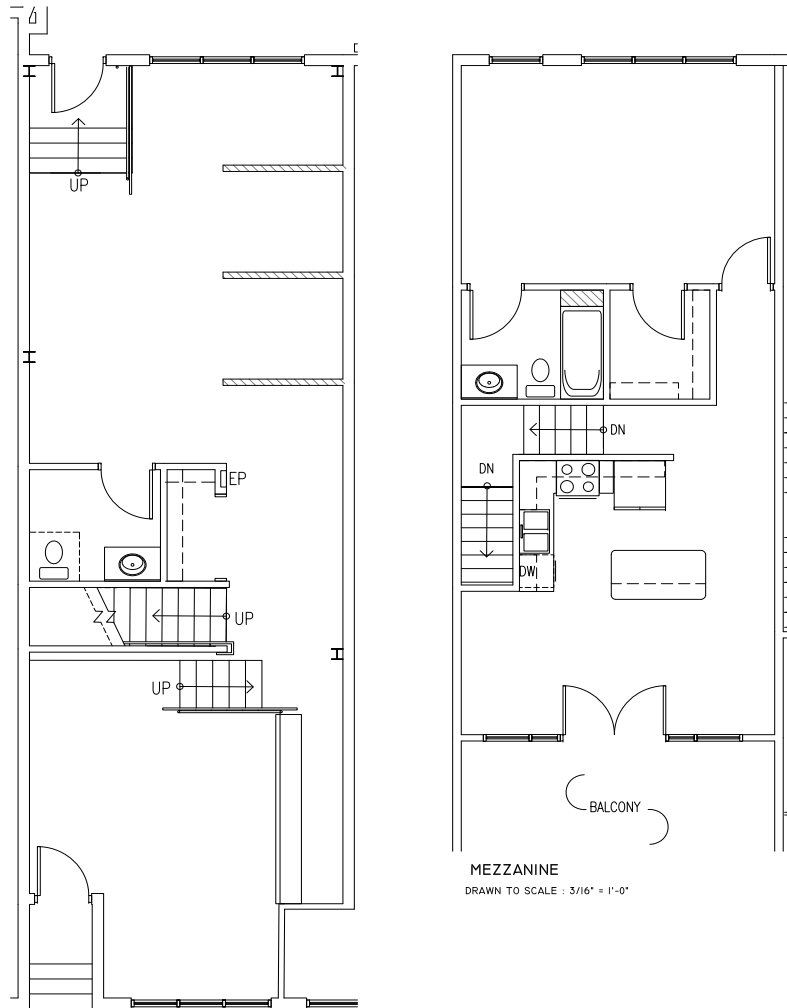 UP
EP
UP
UP
DN
DN
DW
BALCONY
MEZZANINE
DRAWN TO SCALE : 3/16" = 1'-0"